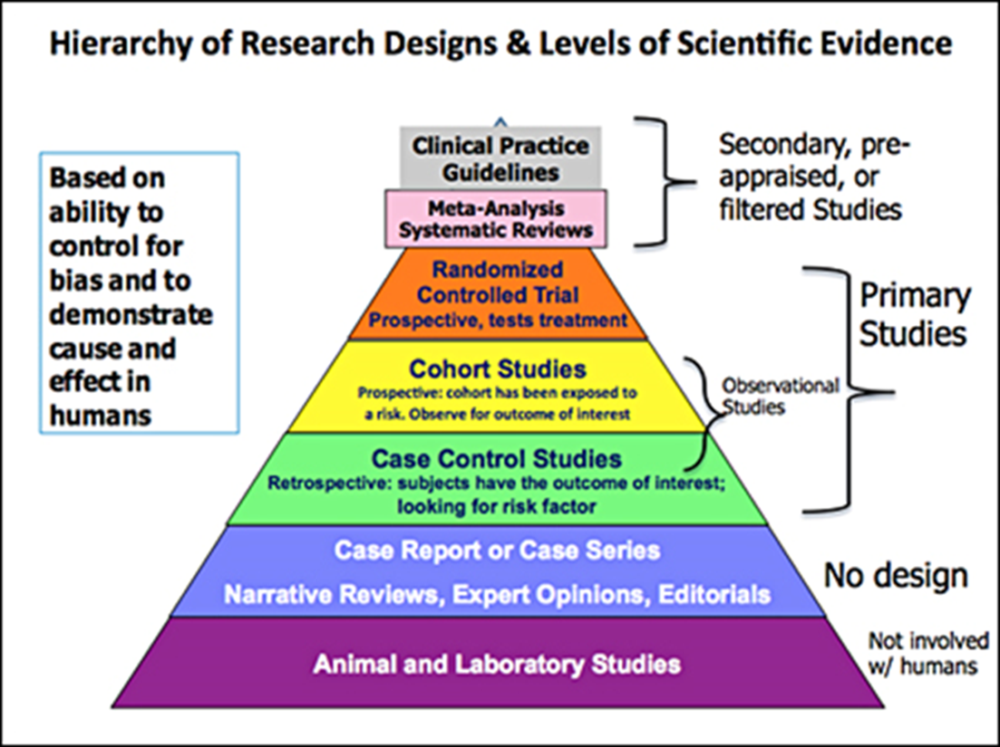 Hierarchy of Research Designs & Levels of Scientific Evidence
Based on
ability to
control for
bias and to
demonstrate
cause and
effect in
humans
Clinical Practice
Guidelines
Meta-Analysis
Systematic Reviews
Secondary, pre-
appraised, or
filtered Studies
Randomized
Controlled Trial
Prospective, tests treatment
Primary
Studies
Cohort Studies
Prospective: cohort has been exposed to
a risk. Observe for outcome of interest
Observational
Studies
Case Control Studies
Retrospective: subjects have the outcome of interest;
looking for risk factor
Case Report or Case Series
Narrative Reviews, Expert Opinions, Editorials
No design
Animal and Laboratory Studies
Not involved
w/ humans